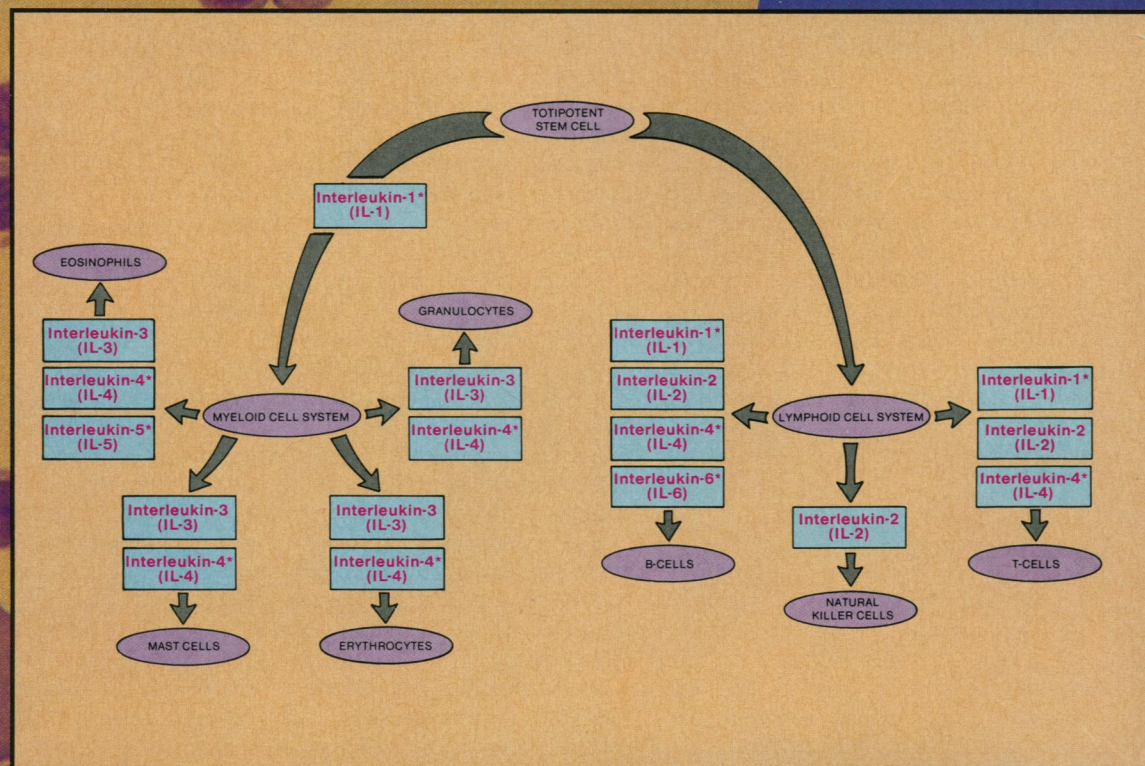 TOTIPOTENT
STEM CELL
Interleukin-1*
(IL-1)
EOSINOPHILS
Interleukin-3
(IL-3)
Interleukin-4*
(IL-4)
Interleukin-5*
(IL-5)
MYELOID CELL SYSTEM
GRANULOCYTES
Interleukin-3
(IL-3)
Interleukin-4*
(IL-4)
Interleukin-3
(IL-3)
Interleukin-4*
(IL-4)
MAST CELLS
Interleukin-3
(IL-3)
Interleukin-4*
(IL-4)
ERYTHROCYTES
Interleukin-1*
(IL-1)
Interleukin-2
(IL-2)
Interleukin-4*
(IL-4)
Interleukin-6*
(IL-6)
B-CELLS
LYMPHOID CELL SYSTEM
Interleukin-2
(IL-2)
NATURAL
KILLER CELLS
Interleukin-1*
(IL-1)
Interleukin-2
(IL-2)
Interleukin-4*
(IL-4)
T-CELLS